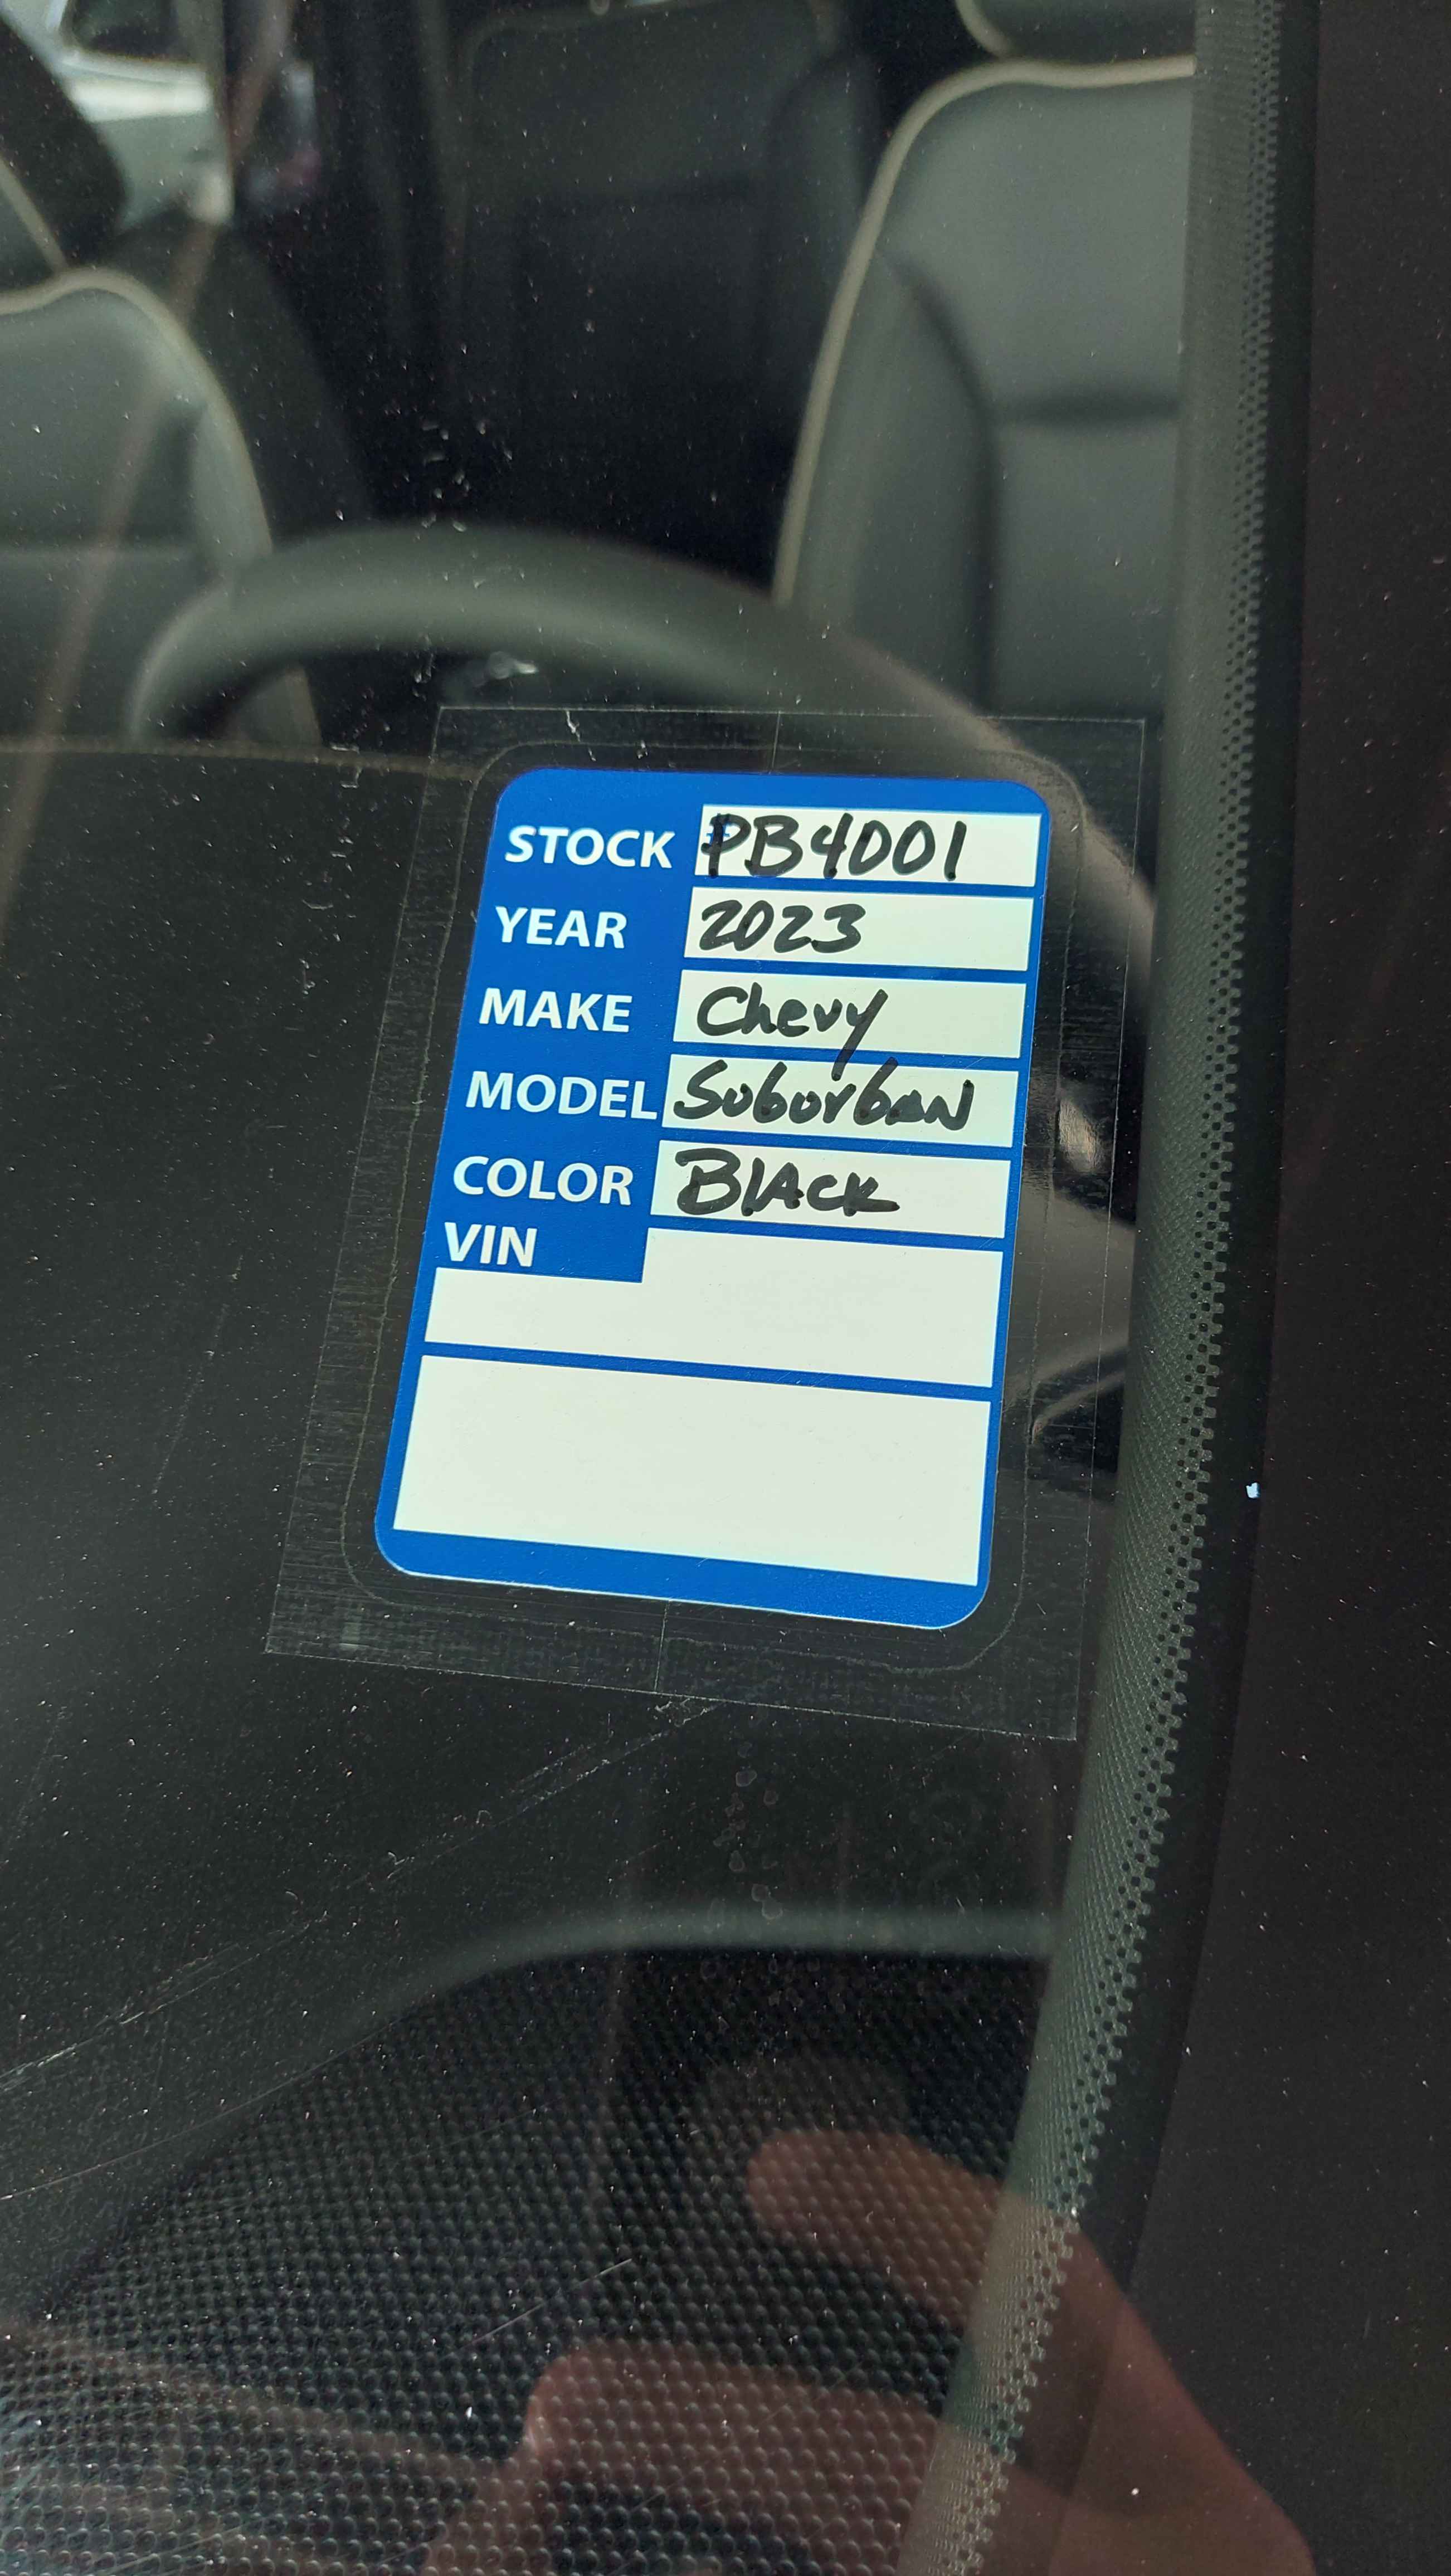 STOCK # PB4001
YEAR 2023
MAKE Chevy
MODEL Suburban
COLOR Black
VIN